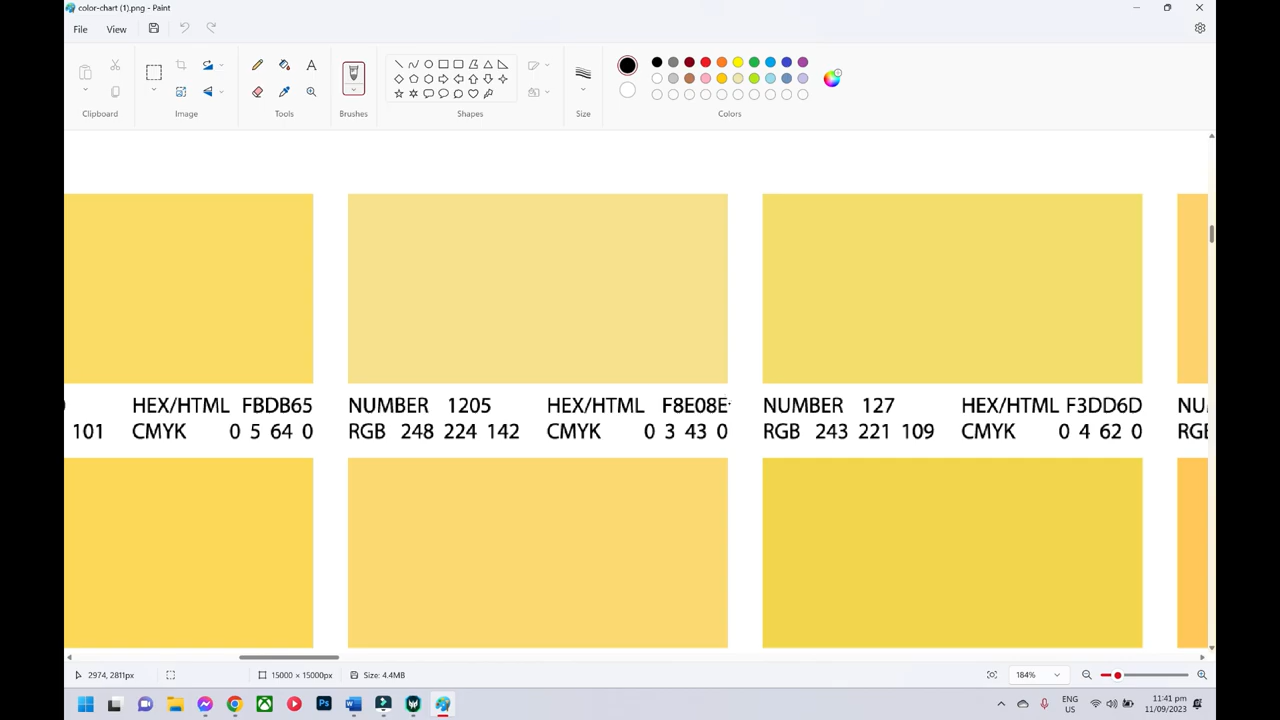 color-chart (1).png - Paint
File View
Clipboard Image Tools Brushes Shapes Size Colors
HEX/HTML FBDB65
101 CMYK 0 5 64 0
NUMBER 1205 HEX/HTML F8E08E
RGB 248 224 142 CMYK 0 3 43 0
NUMBER 127 HEX/HTML F3DD6D
RGB 243 221 109 CMYK 0 4 62 0
2974, 2811px 15000 × 15000px Size: 4.4MB 184%
ENG
US
11:41 pm
11/09/2023